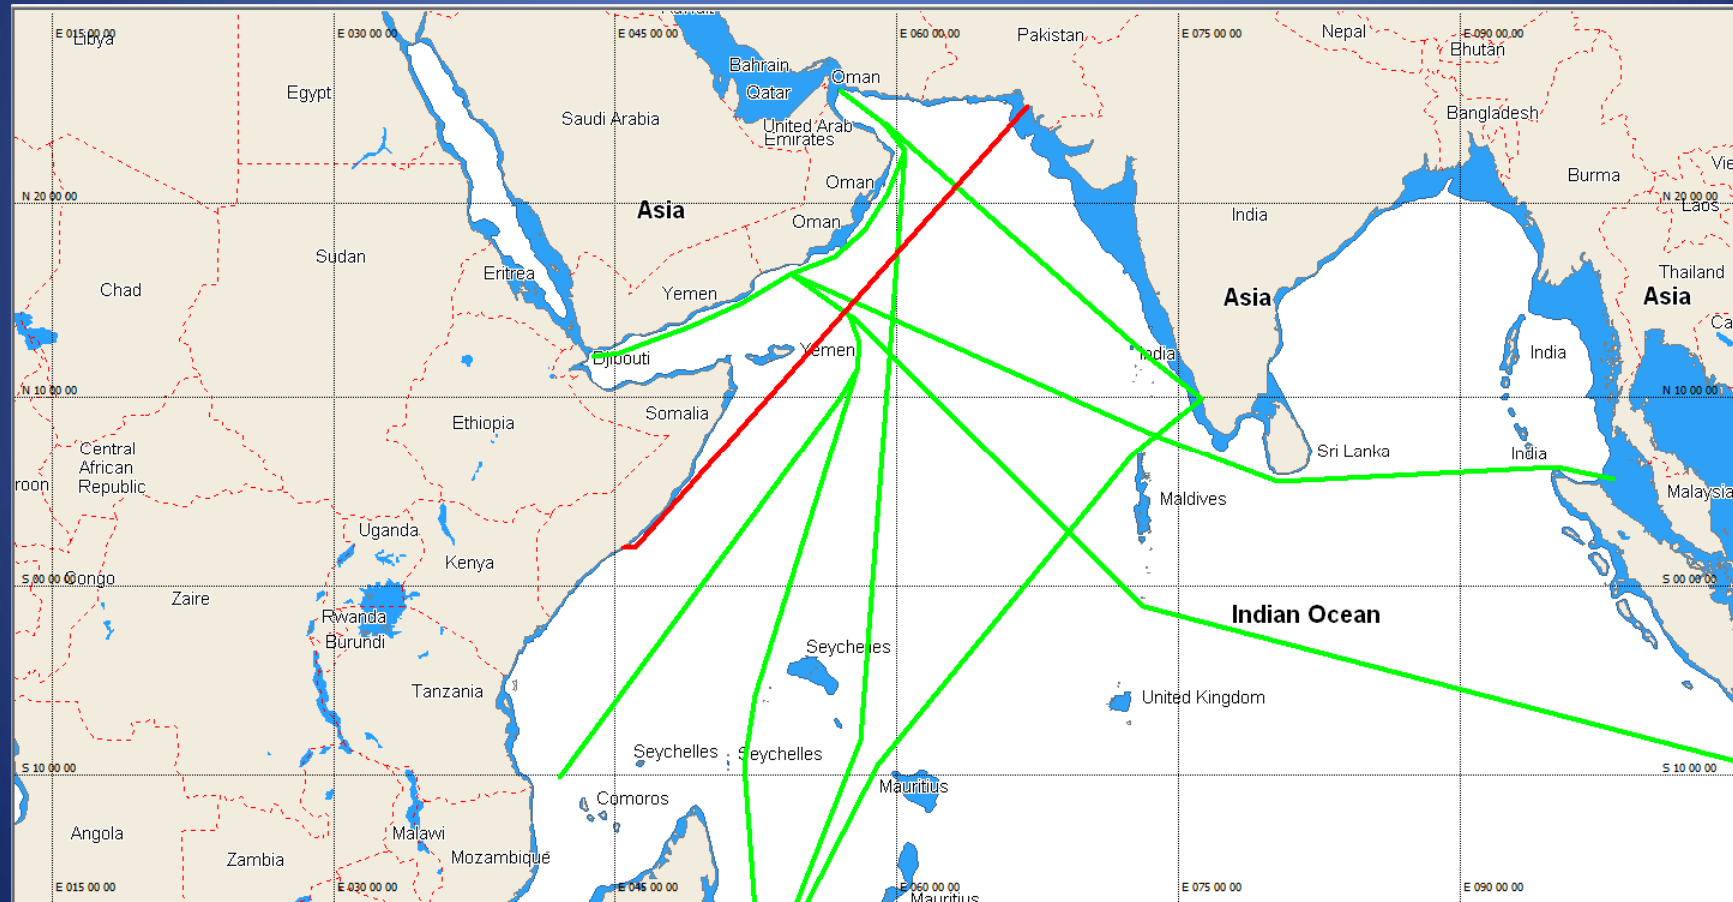 E 015 00 00
E 030 00 00
E 045 00 00
E 060 00 00
E 075 00 00
E 090 00 00
Libya
Pakistan
Nepal
Bhutan
Bahrain
Oman
Egypt
Qatar
Saudi Arabia
United Arab
Emirates
Bangladesh
Burma
Oman
N 20 00 00
N 20 00 00
Laos
Asia
India
Oman
Sudan
Eritrea
Thailand
Chad
Yemen
Asia
Asia
Djibouti
Yemen
India
India
N 10 00 00
N 10 00 00
Somalia
Ethiopia
Central
African
Republic
Sri Lanka
India
roon
Maldives
Malaysia
Uganda
Kenya
S 00 00 00
Congo
S 00 00 00
Zaire
Rwanda
Burundi
Indian Ocean
Seychelles
Tanzania
United Kingdom
Seychelles
Seychelles
S 10 00 00
S 10 00 00
Mauritius
Comoros
Angola
Malawi
Zambia
Mozambique
E 015 00 00
E 030 00 00
E 045 00 00
E 060 00 00
E 075 00 00
E 090 00 00
Mauritius